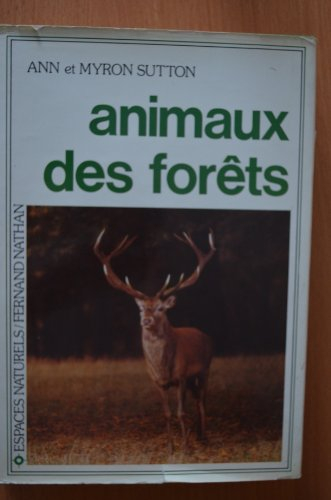 ANN et MYRON SUTTON
animaux
des forêts
ESPACES NATURELS/FERNAND NATHAN